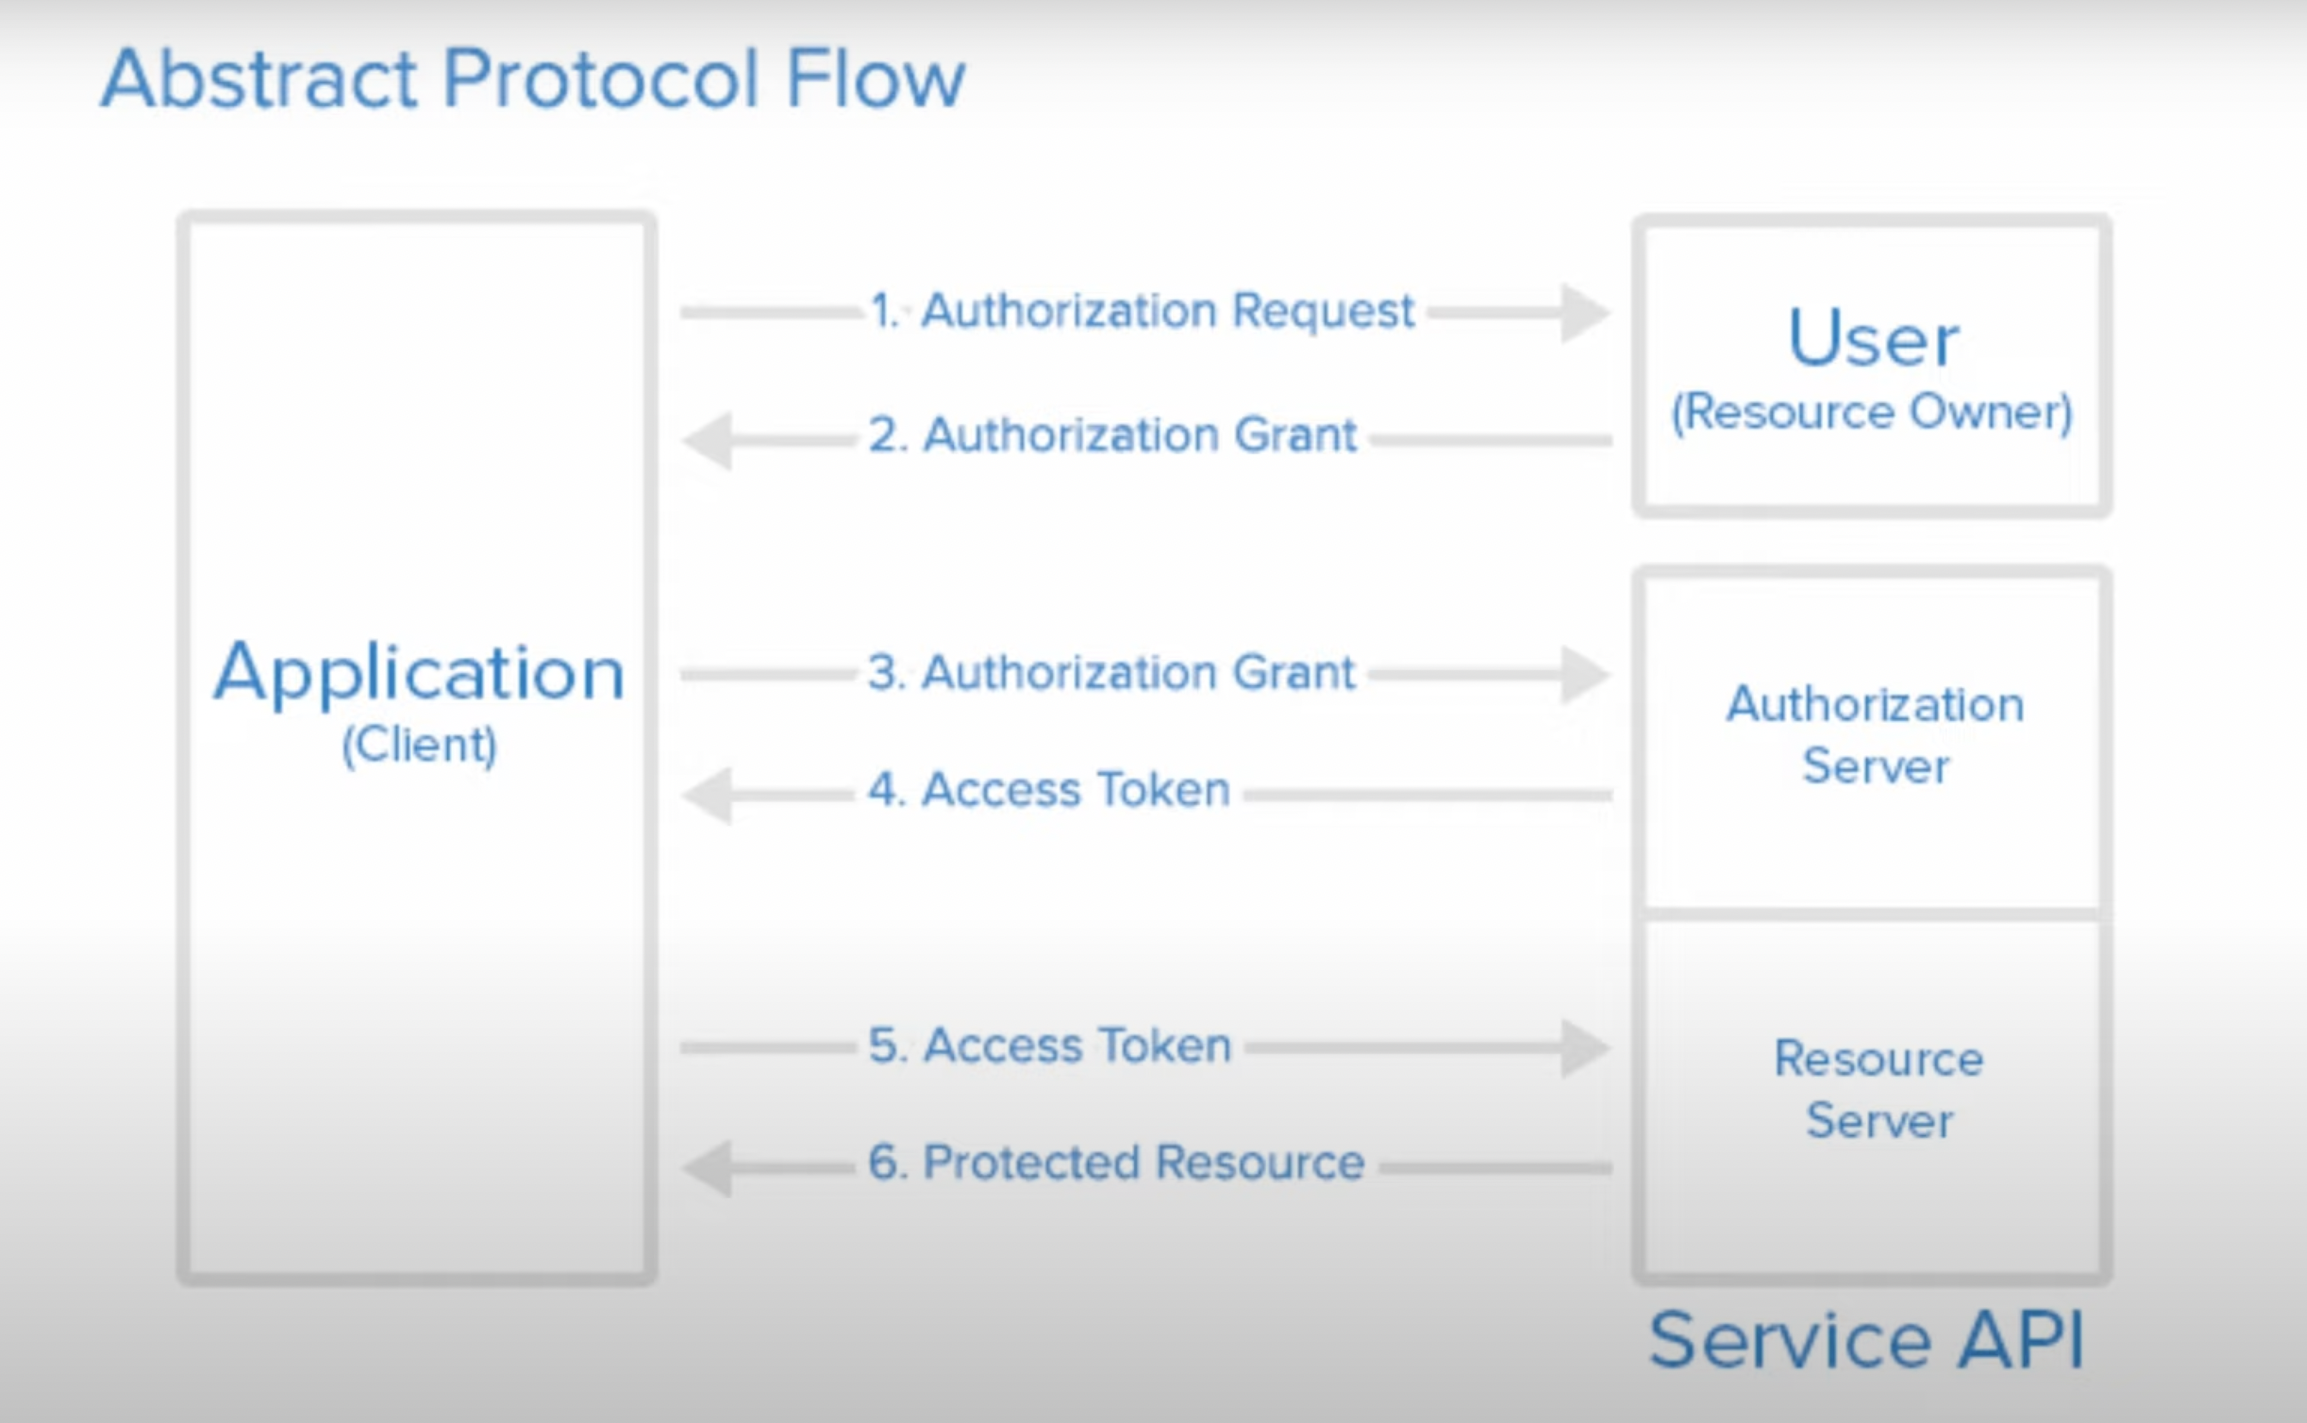 Abstract Protocol Flow
Application
(Client)
1. Authorization Request
2. Authorization Grant
3. Authorization Grant
4. Access Token
5. Access Token
6. Protected Resource
User
(Resource Owner)
Authorization
Server
Resource
Server
Service API